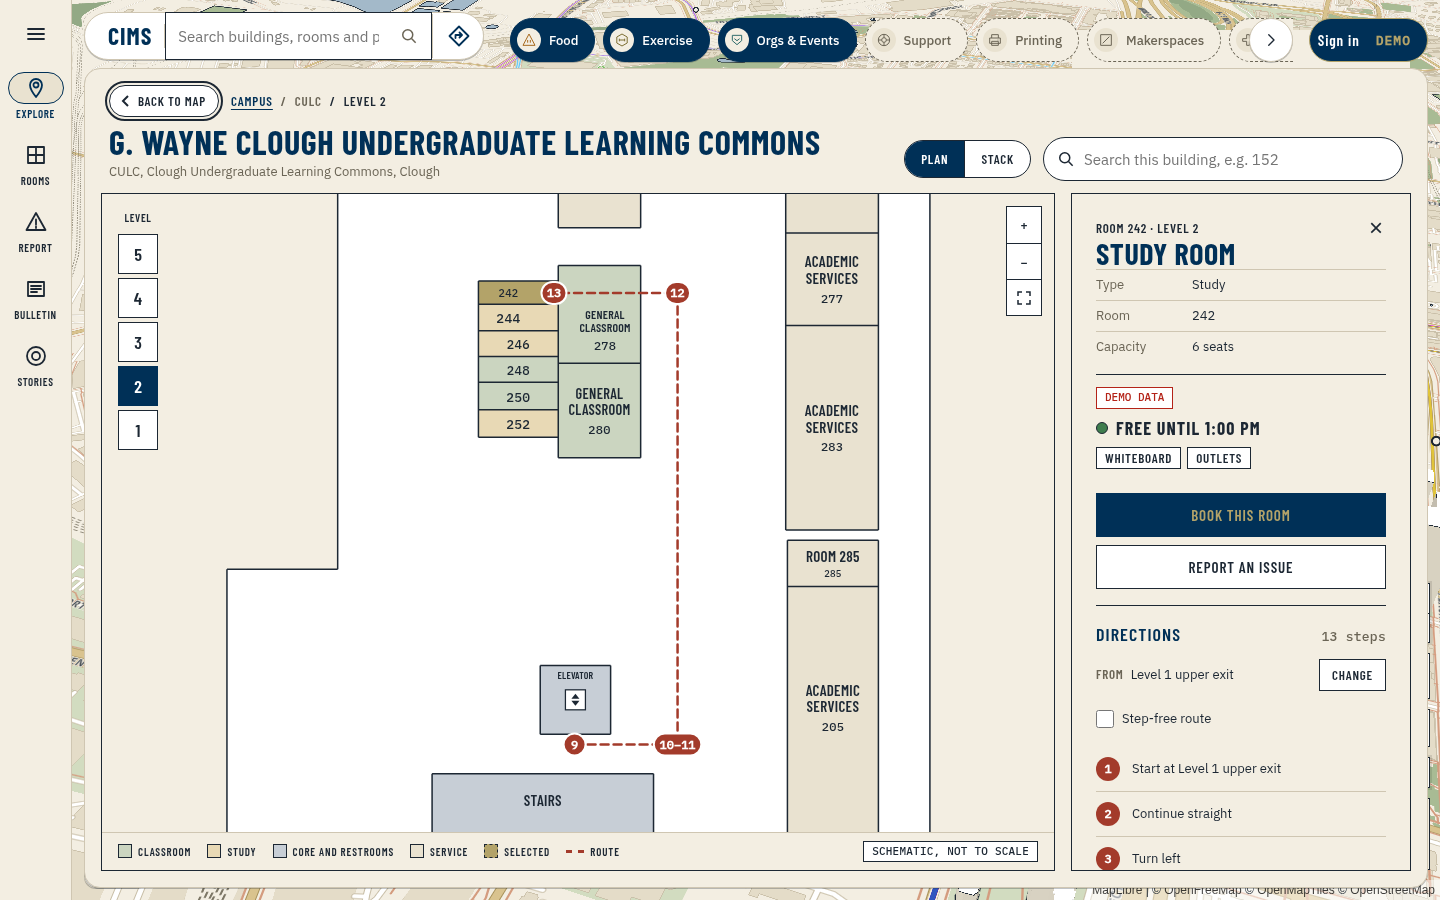 CIMS
Search buildings, rooms and p
Food
Exercise
Orgs & Events
Support
Printing
Makerspaces
Sign in DEMO
EXPLORE
ROOMS
REPORT
BULLETIN
STORIES
BACK TO MAP
CAMPUS / CULC / LEVEL 2
G. WAYNE CLOUGH UNDERGRADUATE LEARNING COMMONS
CULC, Clough Undergraduate Learning Commons, Clough
PLAN
STACK
Search this building, e.g. 152
LEVEL
5
4
3
2
1
+
−
242
244
246
248
250
252
GENERAL
CLASSROOM
278
GENERAL
CLASSROOM
280
13
12
ACADEMIC
SERVICES
277
ACADEMIC
SERVICES
283
ROOM 285
285
ACADEMIC
SERVICES
205
ELEVATOR
9
10–11
STAIRS
CLASSROOM
STUDY
CORE AND RESTROOMS
SERVICE
SELECTED
ROUTE
SCHEMATIC, NOT TO SCALE
ROOM 242 · LEVEL 2
STUDY ROOM
Type Study
Room 242
Capacity 6 seats
DEMO DATA
FREE UNTIL 1:00 PM
WHITEBOARD
OUTLETS
BOOK THIS ROOM
REPORT AN ISSUE
DIRECTIONS
13 steps
FROM Level 1 upper exit
CHANGE
Step-free route
1 Start at Level 1 upper exit
2 Continue straight
3 Turn left
MapLibre | © OpenFreeMap © OpenMapTiles © OpenStreetMap